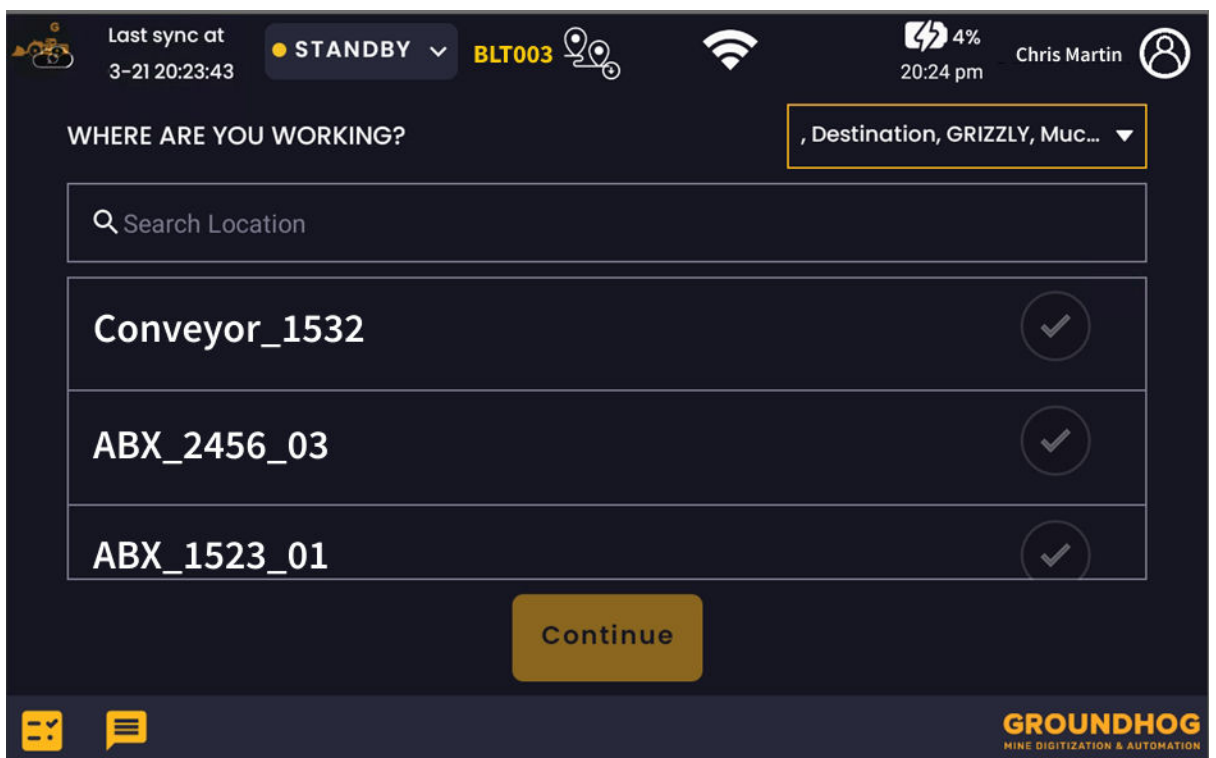 G
Last sync at
3-21 20:23:43
STANDBY
BLT003
4%
20:24 pm
Chris Martin
WHERE ARE YOU WORKING?
, Destination, GRIZZLY, Muc...
Search Location
Conveyor_1532
ABX_2456_03
ABX_1523_01
Continue
GROUNDHOG
MINE DIGITIZATION & AUTOMATION